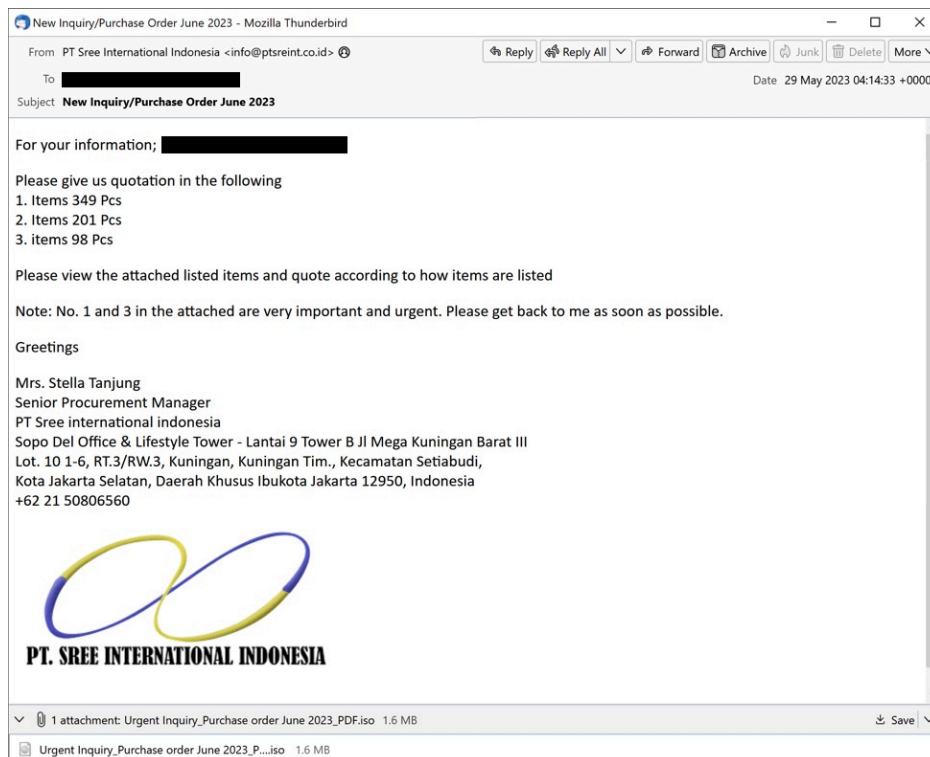 New Inquiry/Purchase Order June 2023 - Mozilla Thunderbird
From PT Sree International Indonesia <info@ptsreint.co.id>
Reply Reply All Forward Archive Junk Delete More
To
Date 29 May 2023 04:14:33 +0000
Subject New Inquiry/Purchase Order June 2023
For your information;
Please give us quotation in the following
1. Items 349 Pcs
2. Items 201 Pcs
3. items 98 Pcs
Please view the attached listed items and quote according to how items are listed
Note: No. 1 and 3 in the attached are very important and urgent. Please get back to me as soon as possible.
Greetings
Mrs. Stella Tanjung
Senior Procurement Manager
PT Sree international indonesia
Sopo Del Office & Lifestyle Tower - Lantai 9 Tower B Jl Mega Kuningan Barat III
Lot. 10 1-6, RT.3/RW.3, Kuningan, Kuningan Tim., Kecamatan Setiabudi,
Kota Jakarta Selatan, Daerah Khusus Ibukota Jakarta 12950, Indonesia
+62 21 50806560
PT. SREE INTERNATIONAL INDONESIA
1 attachment: Urgent Inquiry_Purchase order June 2023_PDF.iso 1.6 MB
Save
Urgent Inquiry_Purchase order June 2023_P....iso 1.6 MB